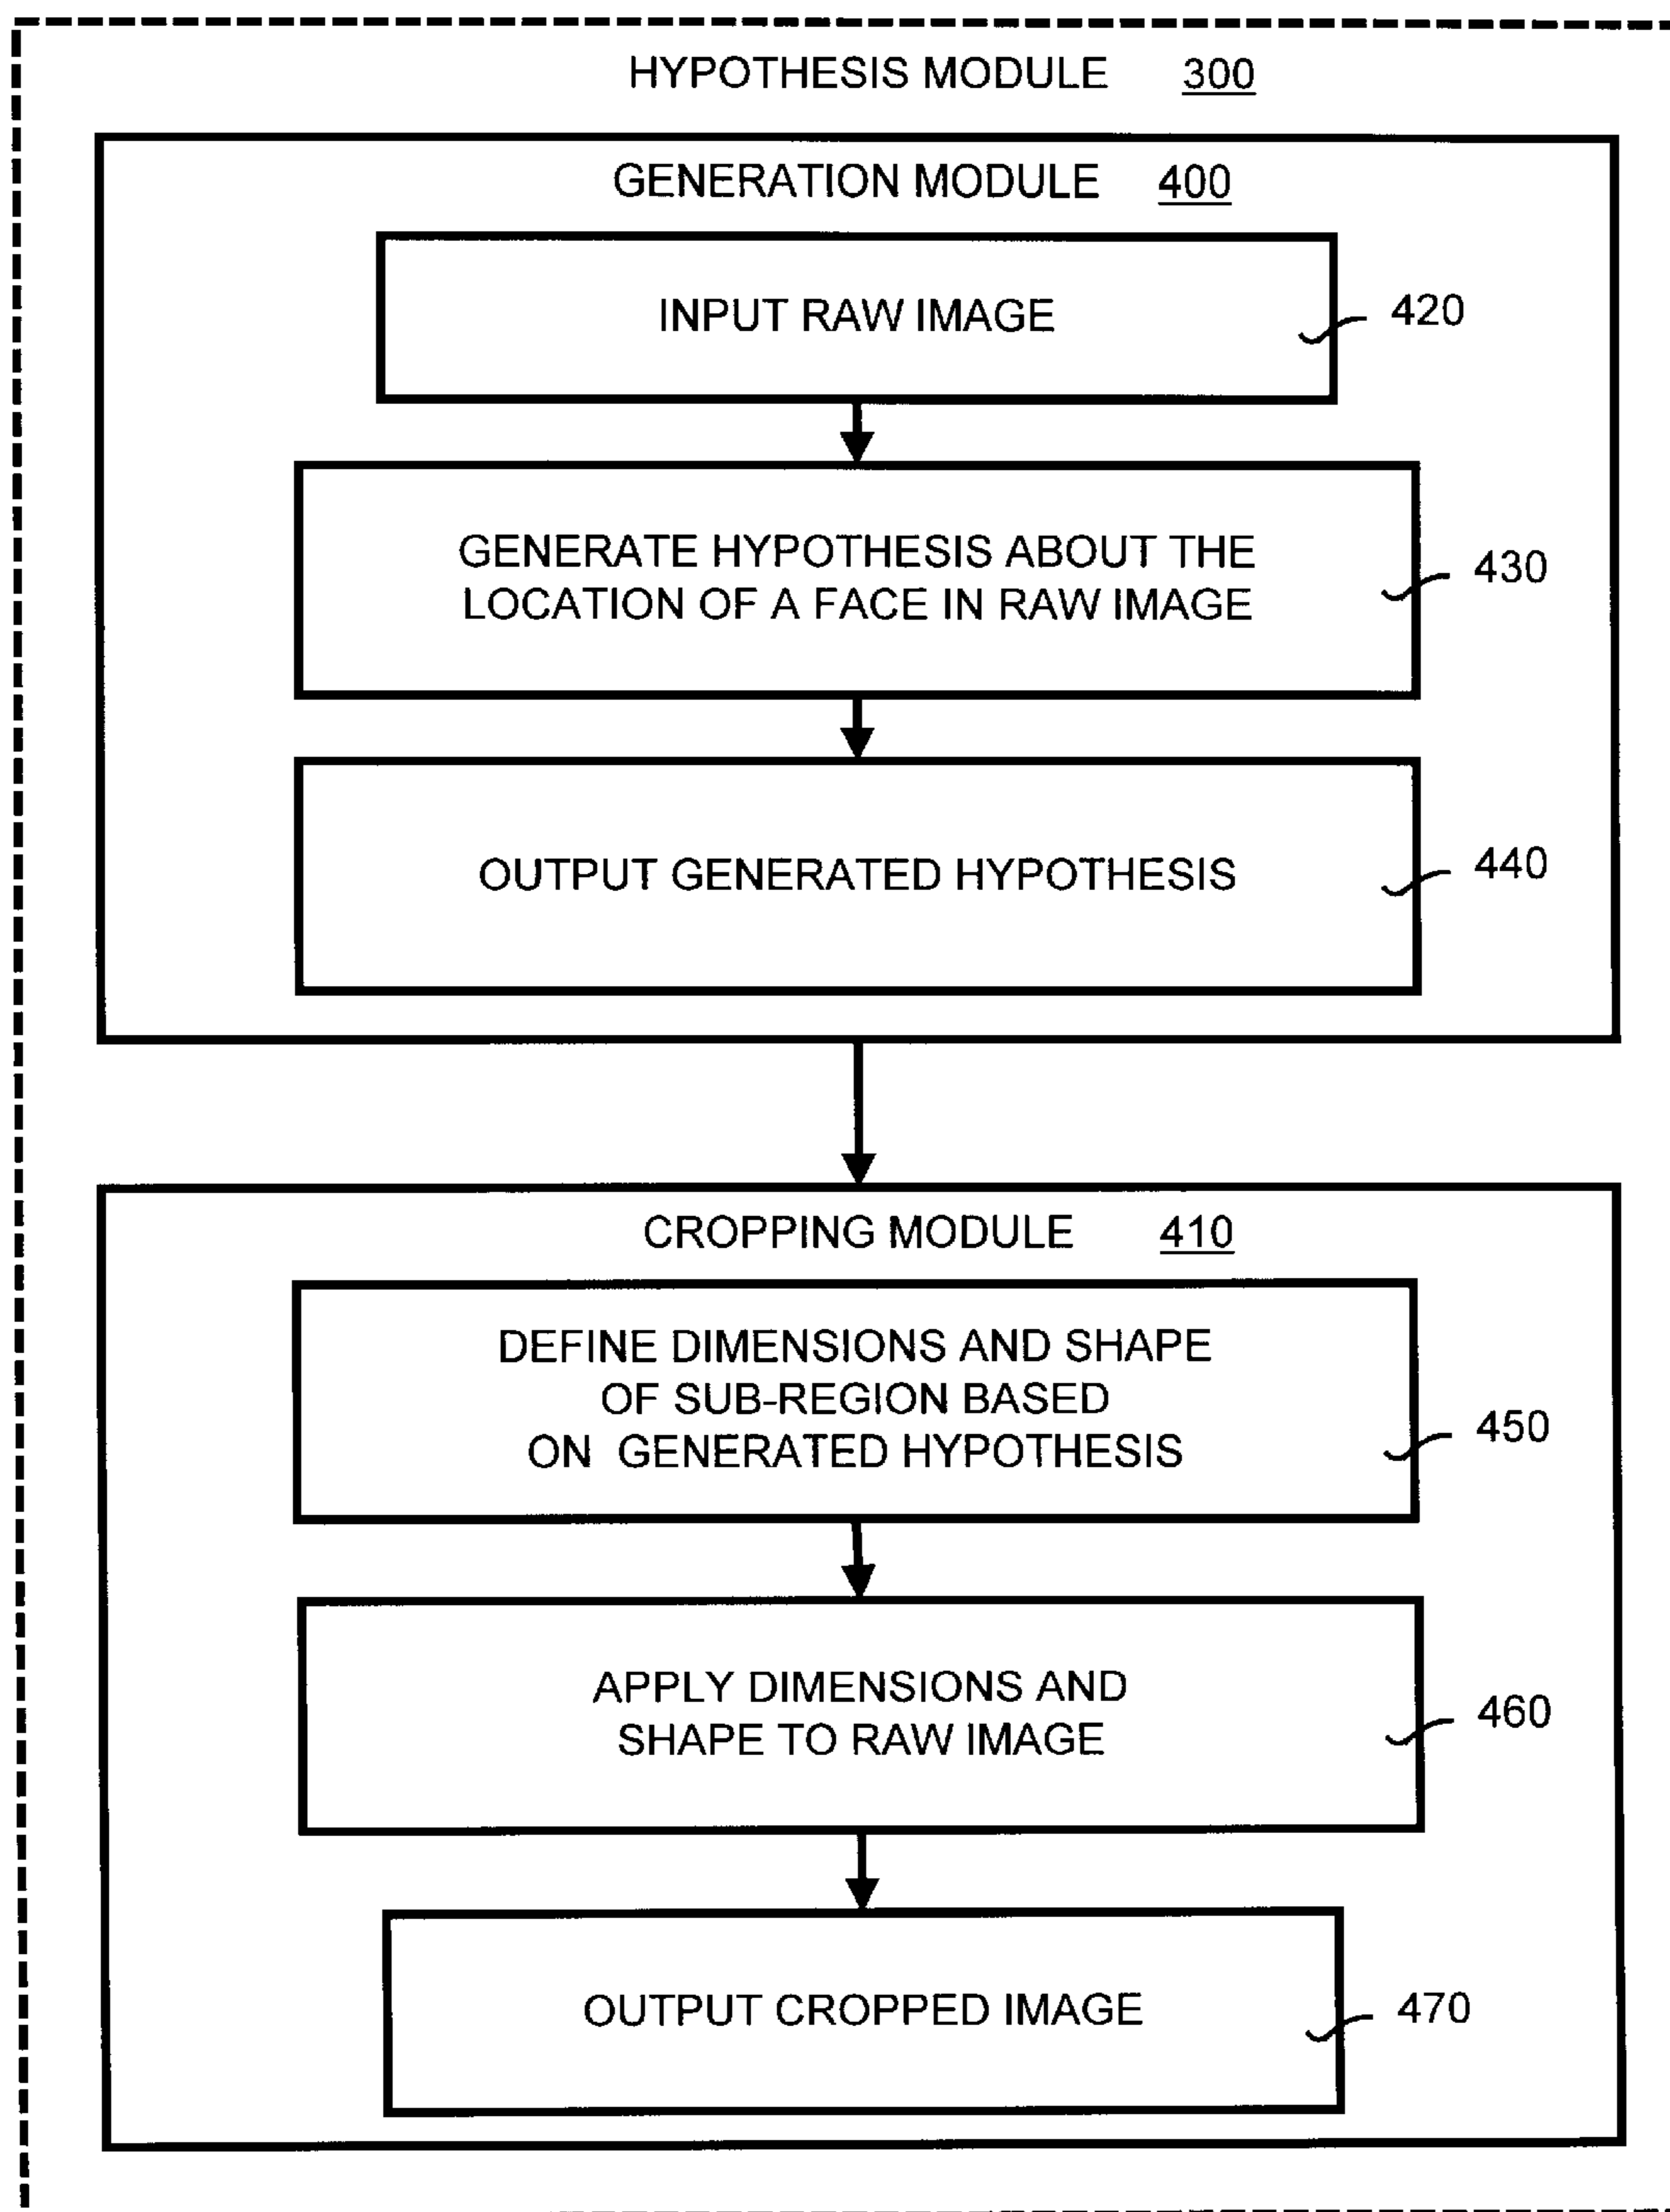 HYPOTHESIS MODULE 300
GENERATION MODULE 400
INPUT RAW IMAGE
420
GENERATE HYPOTHESIS ABOUT THE
LOCATION OF A FACE IN RAW IMAGE
430
OUTPUT GENERATED HYPOTHESIS
440
CROPPING MODULE 410
DEFINE DIMENSIONS AND SHAPE
OF SUB-REGION BASED
ON GENERATED HYPOTHESIS
450
APPLY DIMENSIONS AND
SHAPE TO RAW IMAGE
460
OUTPUT CROPPED IMAGE
470